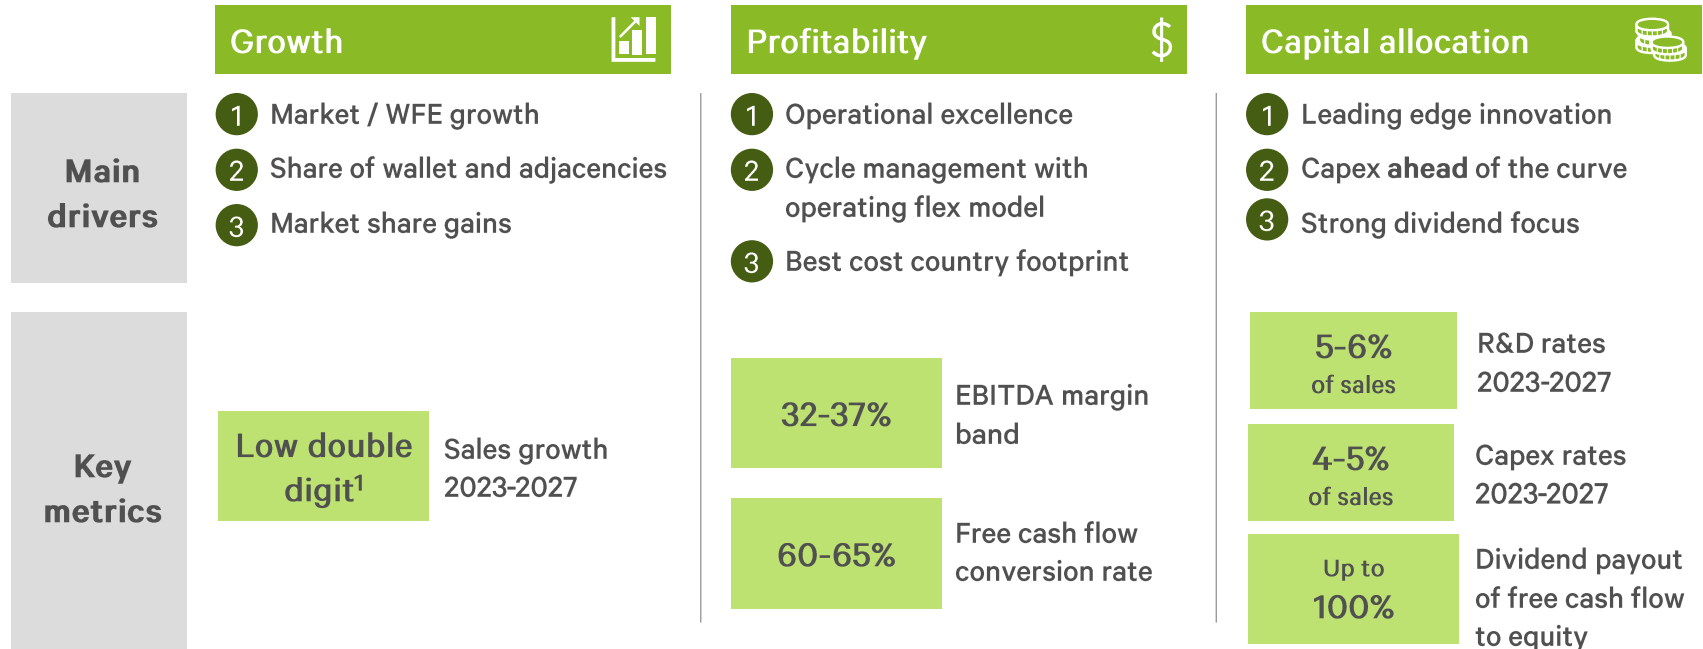 Growth
Profitability
$
Capital allocation
Main
drivers
1 Market / WFE growth
2 Share of wallet and adjacencies
3 Market share gains
1 Operational excellence
2 Cycle management with
operating flex model
3 Best cost country footprint
1 Leading edge innovation
2 Capex ahead of the curve
3 Strong dividend focus
Key
metrics
Low double
digit¹
Sales growth
2023-2027
32-37%
EBITDA margin
band
60-65%
Free cash flow
conversion rate
5-6%
of sales
R&D rates
2023-2027
4-5%
of sales
Capex rates
2023-2027
Up to
100%
Dividend payout
of free cash flow
to equity